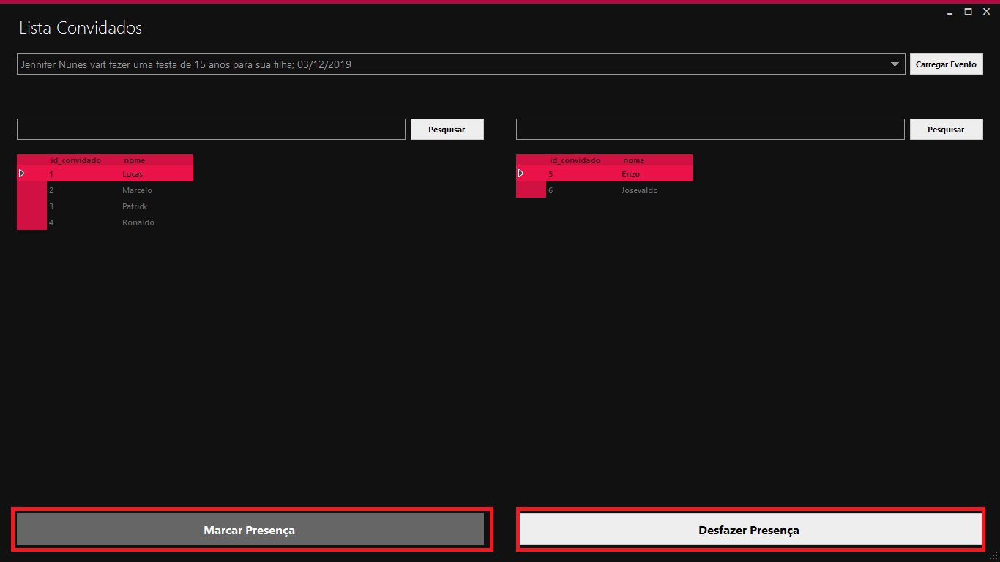 Lista Convidados
Jennifer Nunes vait fazer uma festa de 15 anos para sua filha; 03/12/2019
Carregar Evento
Pesquisar
Pesquisar
id_convidado nome
1 Lucas
2 Marcelo
3 Patrick
4 Ronaldo
id_convidado nome
5 Enzo
6 Josevaldo
Marcar Presença
Desfazer Presença